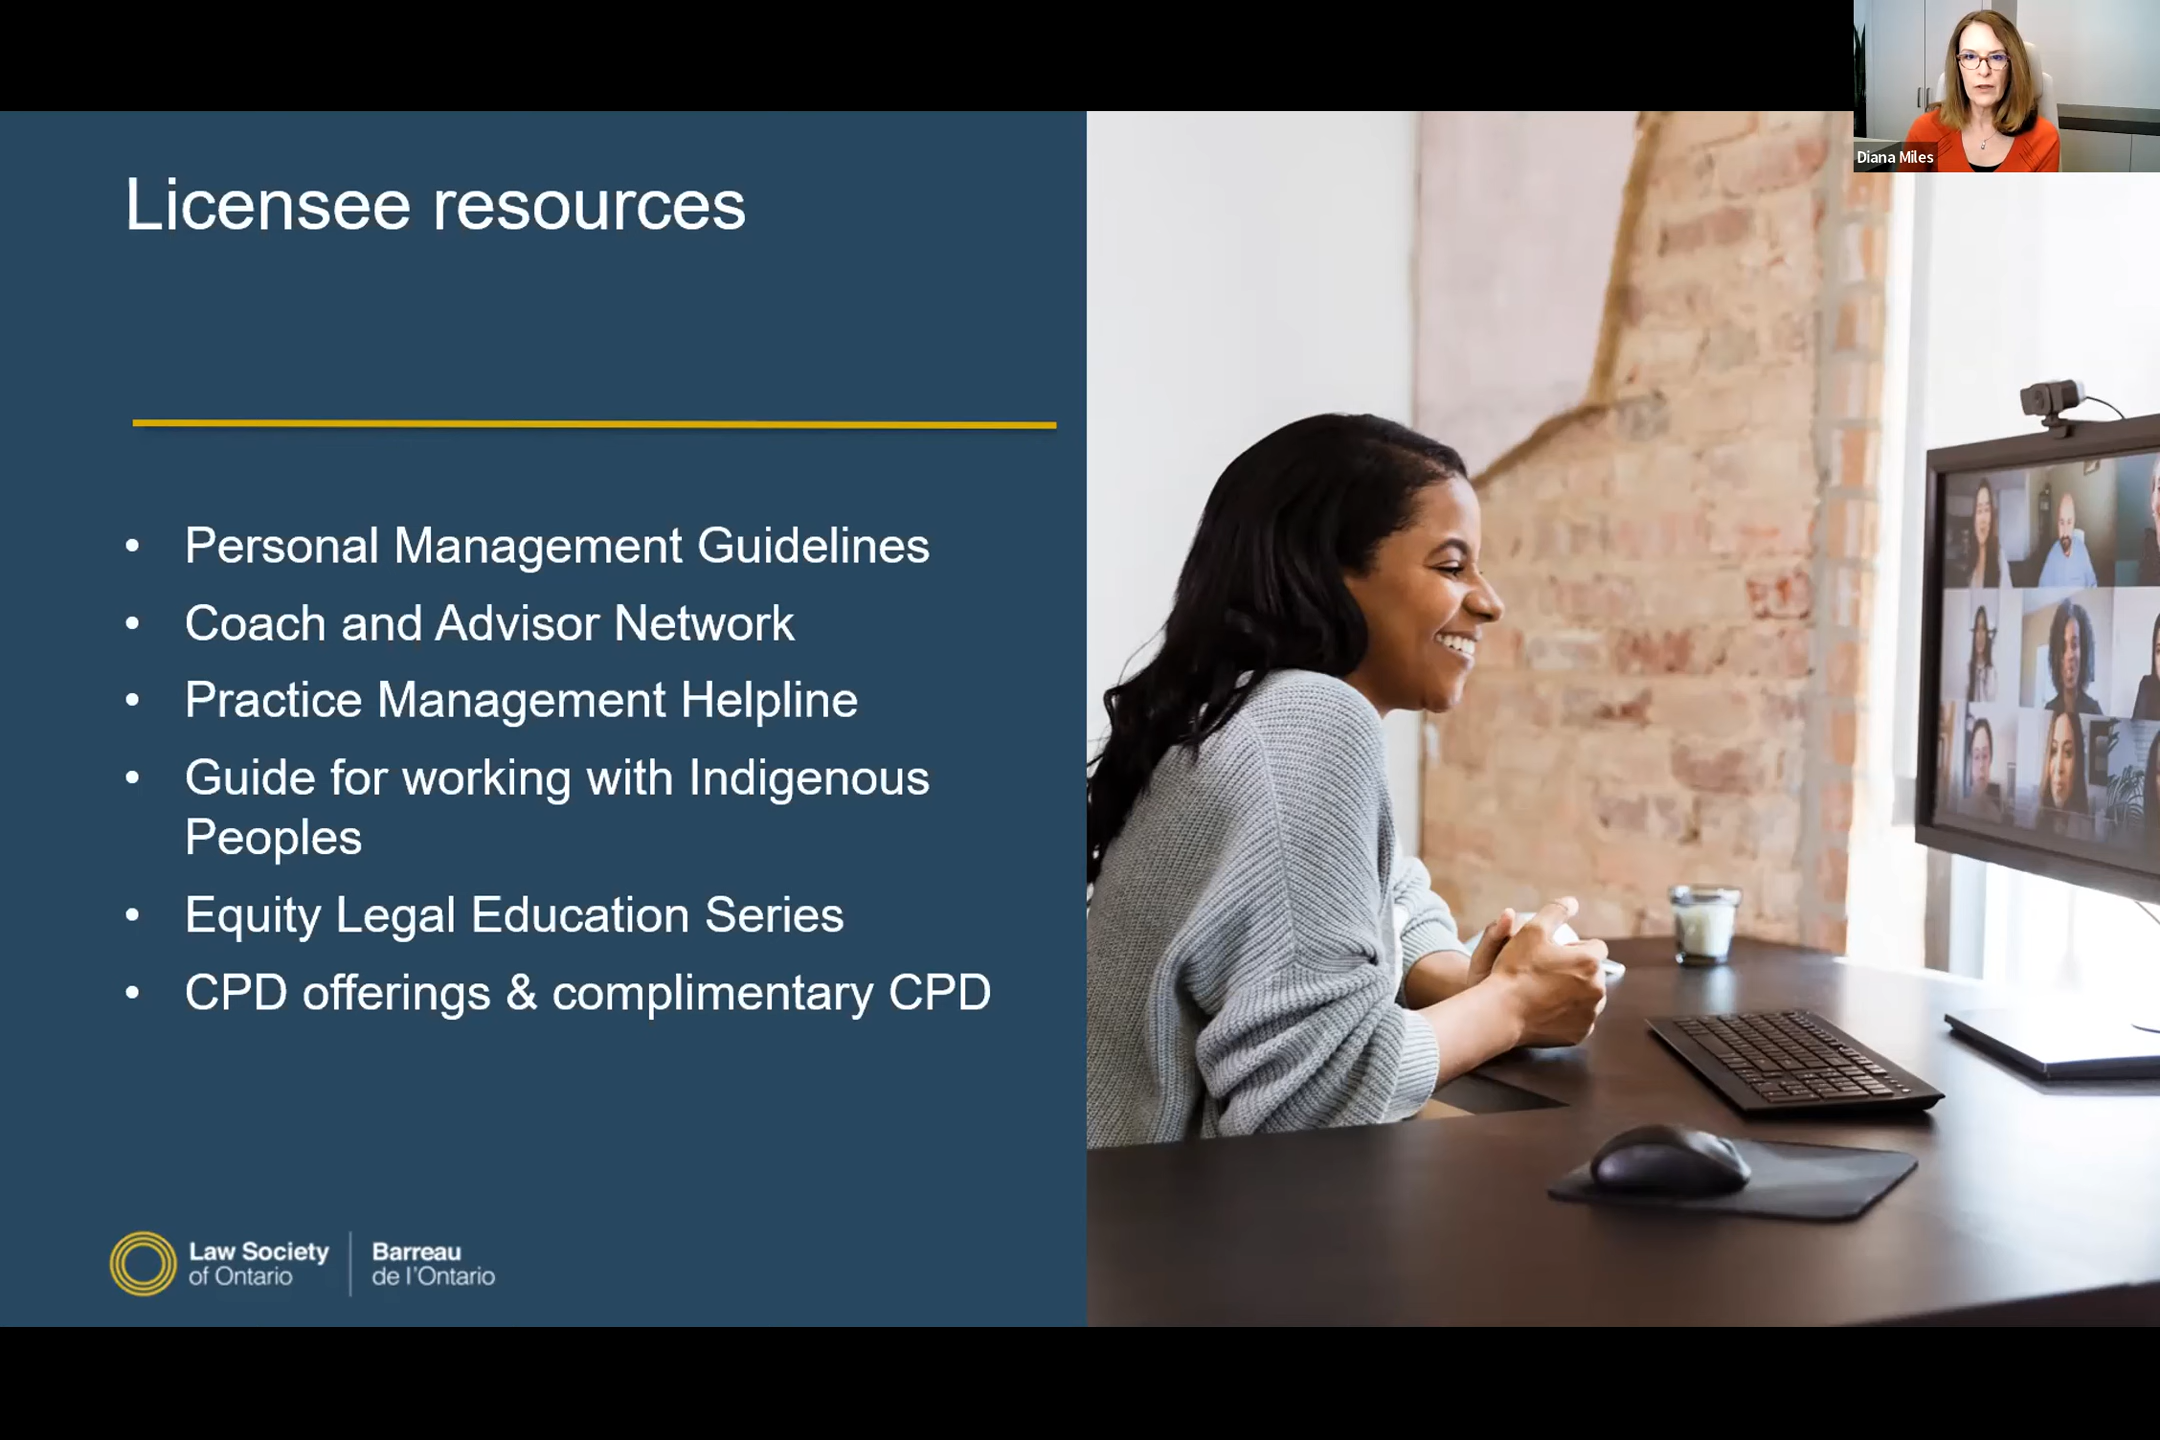 Diana Miles
Licensee resources
• Personal Management Guidelines
• Coach and Advisor Network
• Practice Management Helpline
• Guide for working with Indigenous
Peoples
• Equity Legal Education Series
• CPD offerings & complimentary CPD
Law Society
of Ontario
Barreau
de l'Ontario